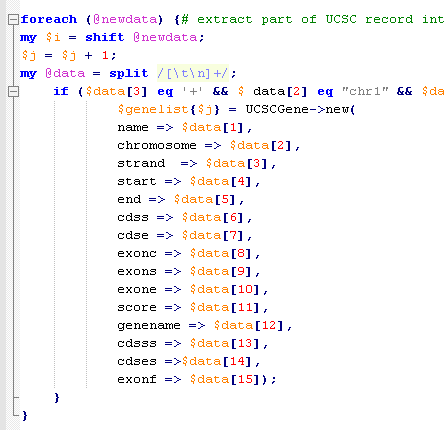 foreach (@newdata) {# extract part of UCSC record int
my $i = shift @newdata;
$j = $j + 1;
my @data = split /[\t\n]+/;
if ($data[3] eq '+' && $ data[2] eq "chr1" && $da
$genelist{$j} = UCSCGene->new(
name => $data[1],
chromosome => $data[2],
strand  => $data[3],
start => $data[4],
end => $data[5],
cdss => $data[6],
cdse => $data[7],
exonc => $data[8],
exons => $data[9],
exone => $data[10],
score => $data[11],
genename => $data[12],
cdsss => $data[13],
cdses =>$data[14],
exonf => $data[15]);
}
}